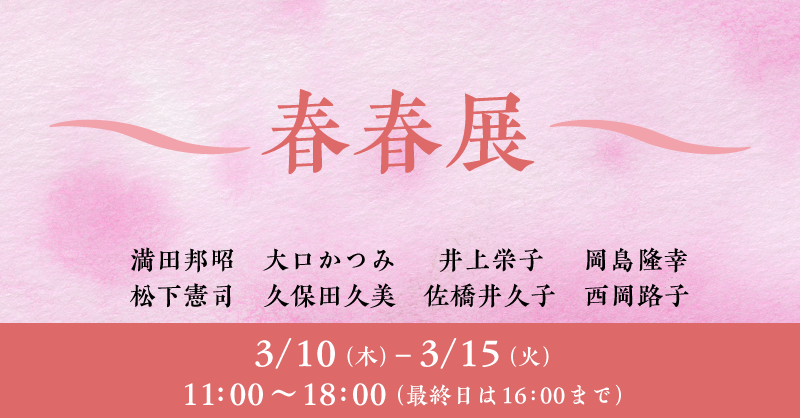 春春展
満田邦昭　大口かつみ　井上栄子　岡島隆幸
松下憲司　久保田久美　佐橋井久子　西岡路子
3/10（木）–3/15（火）
11:00〜18:00（最終日は16:00まで）